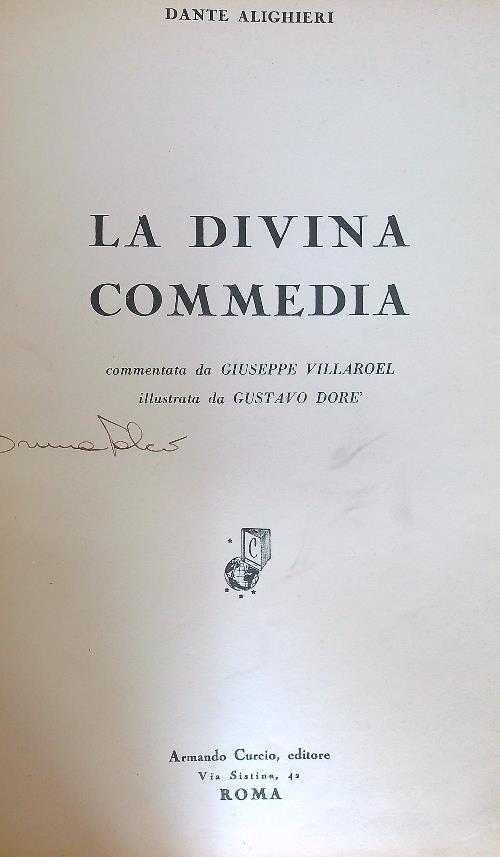 DANTE ALIGHIERI
LA DIVINA
COMMEDIA
commentata da GIUSEPPE VILLAROEL
illustrata da GUSTAVO DORE'
C
Armando Curcio, editore
Via Sistina, 42
ROMA